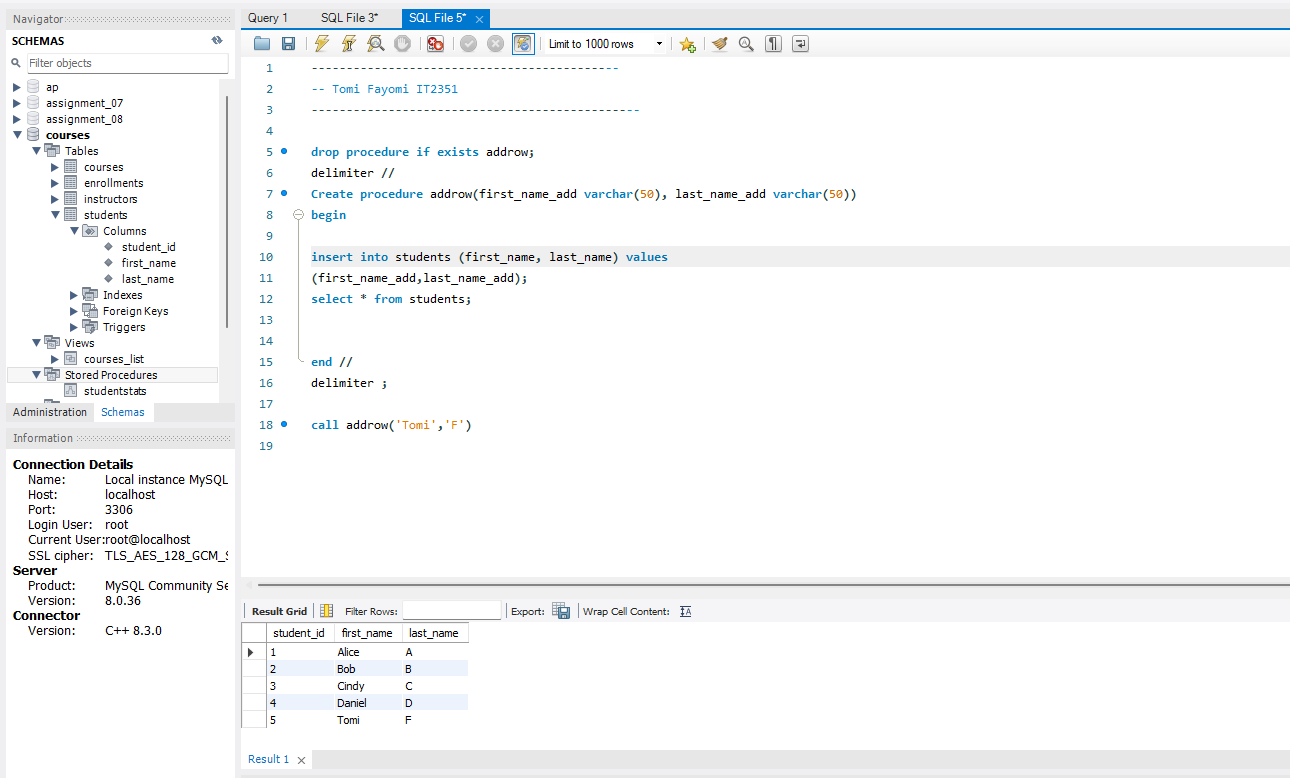 Navigator
SCHEMAS
Filter objects
ap
assignment_07
assignment_08
courses
Tables
courses
enrollments
instructors
students
Columns
student_id
first_name
last_name
Indexes
Foreign Keys
Triggers
Views
courses_list
Stored Procedures
studentstats
Administration Schemas
Information
Connection Details
Name: Local instance MySQL
Host: localhost
Port: 3306
Login User: root
Current User: root@localhost
SSL cipher: TLS_AES_128_GCM_S
Server
Product: MySQL Community Se
Version: 8.0.36
Connector
Version: C++ 8.3.0
Query 1 SQL File 3* SQL File 5*
Limit to 1000 rows
1 --------------------------------------------
2 -- Tomi Fayomi IT2351
3 -----------------------------------------------
4
5 drop procedure if exists addrow;
6 delimiter //
7 Create procedure addrow(first_name_add varchar(50), last_name_add varchar(50))
8 begin
9
10 insert into students (first_name, last_name) values
11 (first_name_add,last_name_add);
12 select * from students;
13
14
15 end //
16 delimiter ;
17
18 call addrow('Tomi','F')
19
Result Grid Filter Rows: Export: Wrap Cell Content:
student_id first_name last_name
1 Alice A
2 Bob B
3 Cindy C
4 Daniel D
5 Tomi F
Result 1